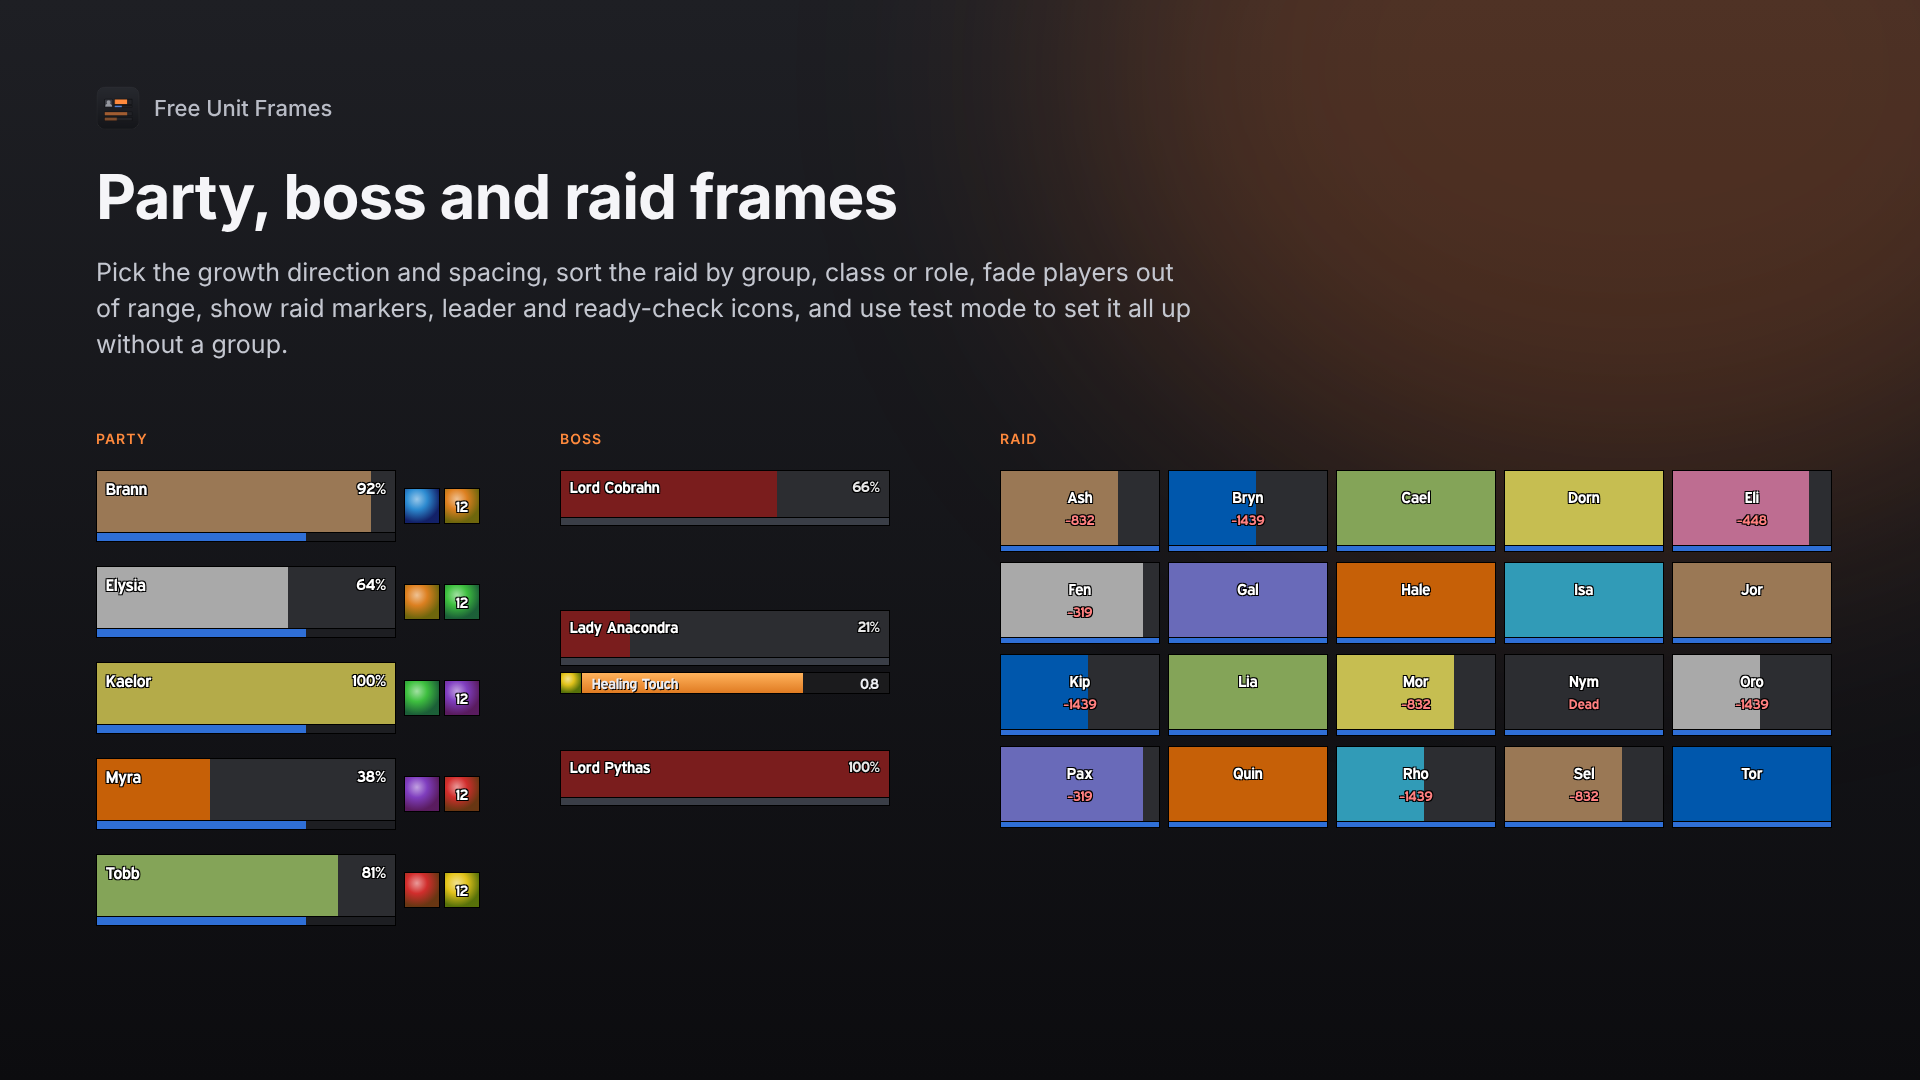 Free Unit Frames
Party, boss and raid frames
Pick the growth direction and spacing, sort the raid by group, class or role, fade players out
of range, show raid markers, leader and ready-check icons, and use test mode to set it all up
without a group.
PARTY
Brann 92%
12
Elysia 64%
12
Kaelor 100%
12
Myra 38%
12
Tobb 81%
12
BOSS
Lord Cobrahn 66%
Lady Anacondra 21%
Healing Touch 0.8
Lord Pythas 100%
RAID
Ash Bryn Cael Dorn Eli
-832 -1439 -448
Fen Gal Hale Isa Jor
-319
Kip Lia Mor Nym Oro
-1439 -832 Dead -1439
Pax Quin Rho Sel Tor
-319 -1439 -832